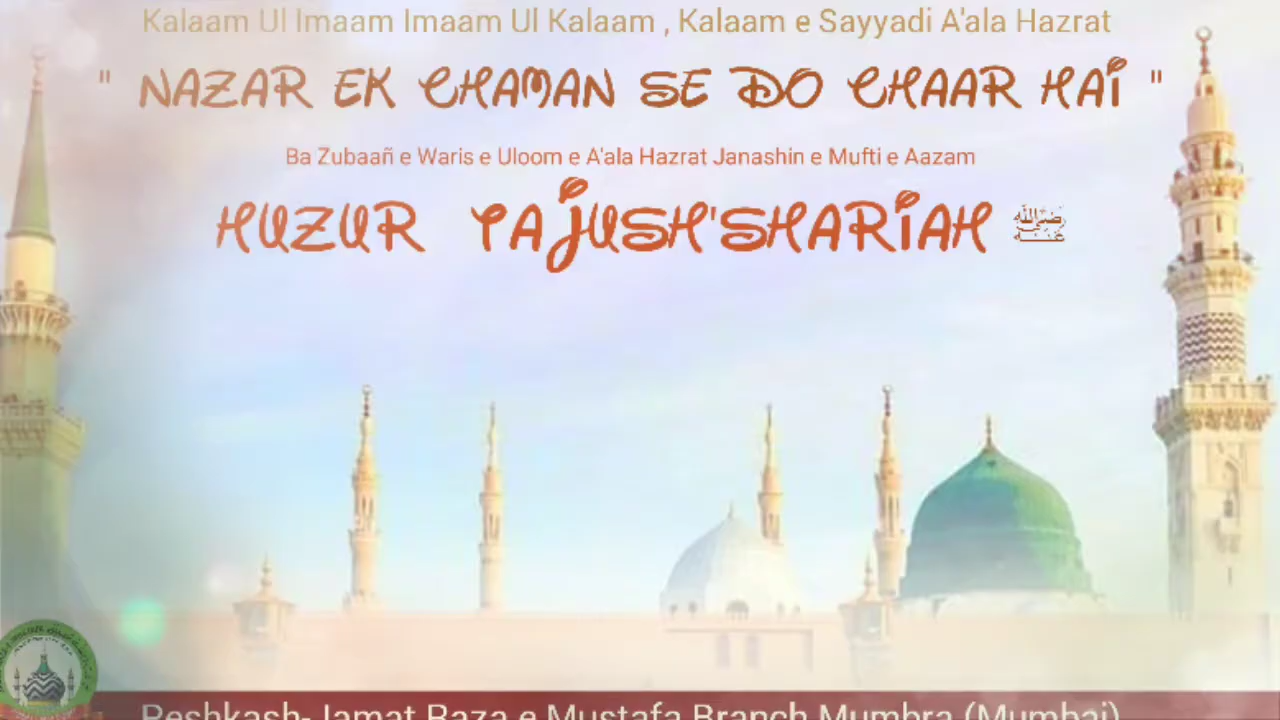 Kalaam Ul Imaam Imaam Ul Kalaam , Kalaam e Sayyadi A'ala Hazrat
" NAZAR EK CHAMAN SE DO CHAAR HAI "
Ba Zubaañ e Waris e Uloom e A'ala Hazrat Janashin e Mufti e Aazam
HUZUR TAJUSH'SHARIAH رضي الله عنه
Peshkash-Jamat Raza e Mustafa Branch Mumbra (Mumbai)